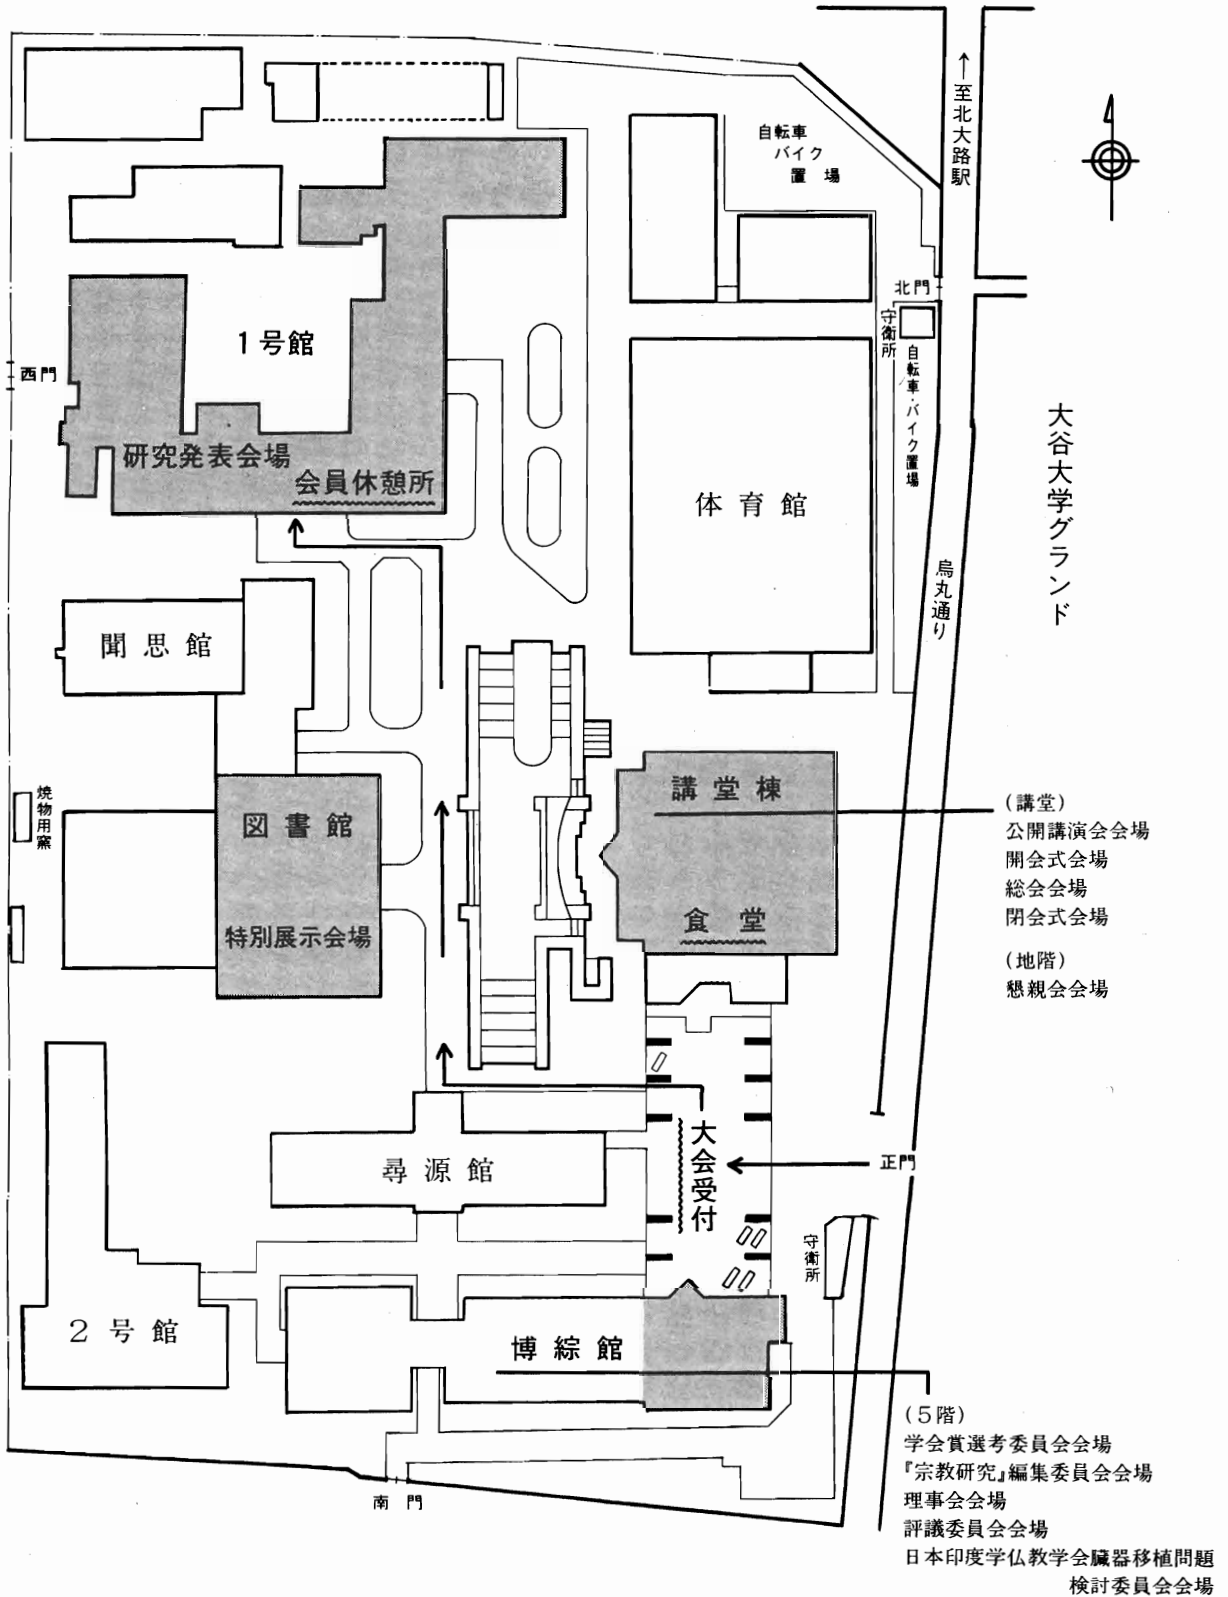 ↑至北大路駅
自転車
バイク
置場
北門
守衛所
自転車・バイク置場
1号館
西門
大谷大学グランド
研究発表会場
会員休憩所
体育館
烏丸通り
聞思館
焼物用窯
講堂棟
(講堂)
公開講演会会場
開会式会場
総会会場
閉会式会場
(地階)
懇親会会場
図書館
食堂
特別展示会場
大会受付
正門
尋源館
守衛所
2号館
博綜館
(5階)
学会賞選考委員会会場
『宗教研究』編集委員会会場
理事会会場
評議委員会会場
日本印度学仏教学会臓器移植問題
検討委員会会場
南門